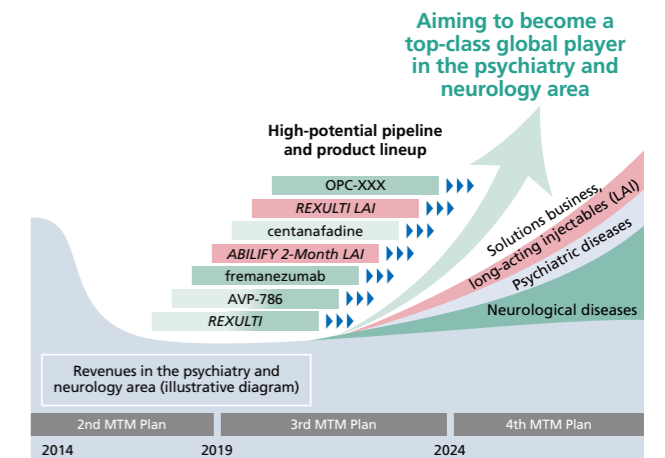 Aiming to become a
top-class global player
in the psychiatry and
neurology area
High-potential pipeline
and product lineup
OPC-XXX
REXULTI LAI
centanafadine
ABILIFY 2-Month LAI
fremanezumab
AVP-786
REXULTI
Solutions business,
long-acting injectables (LAI)
Psychiatric diseases
Neurological diseases
Revenues in the psychiatry and
neurology area (illustrative diagram)
2nd MTM Plan
3rd MTM Plan
4th MTM Plan
2014
2019
2024